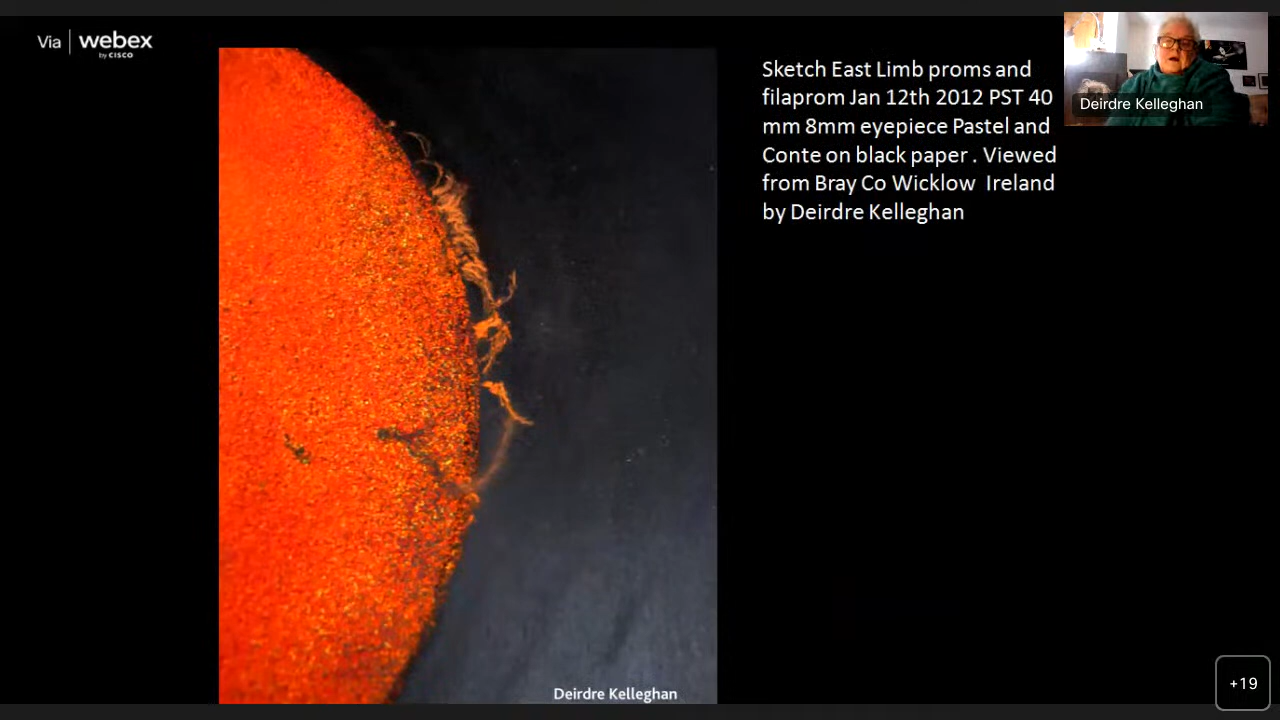 Via webex
by CISCO
Sketch East Limb proms and
filaprom Jan 12th 2012 PST 40
mm 8mm eyepiece Pastel and
Conte on black paper . Viewed
from Bray Co Wicklow Ireland
by Deirdre Kelleghan
Deirdre Kelleghan
Deirdre Kelleghan
+19